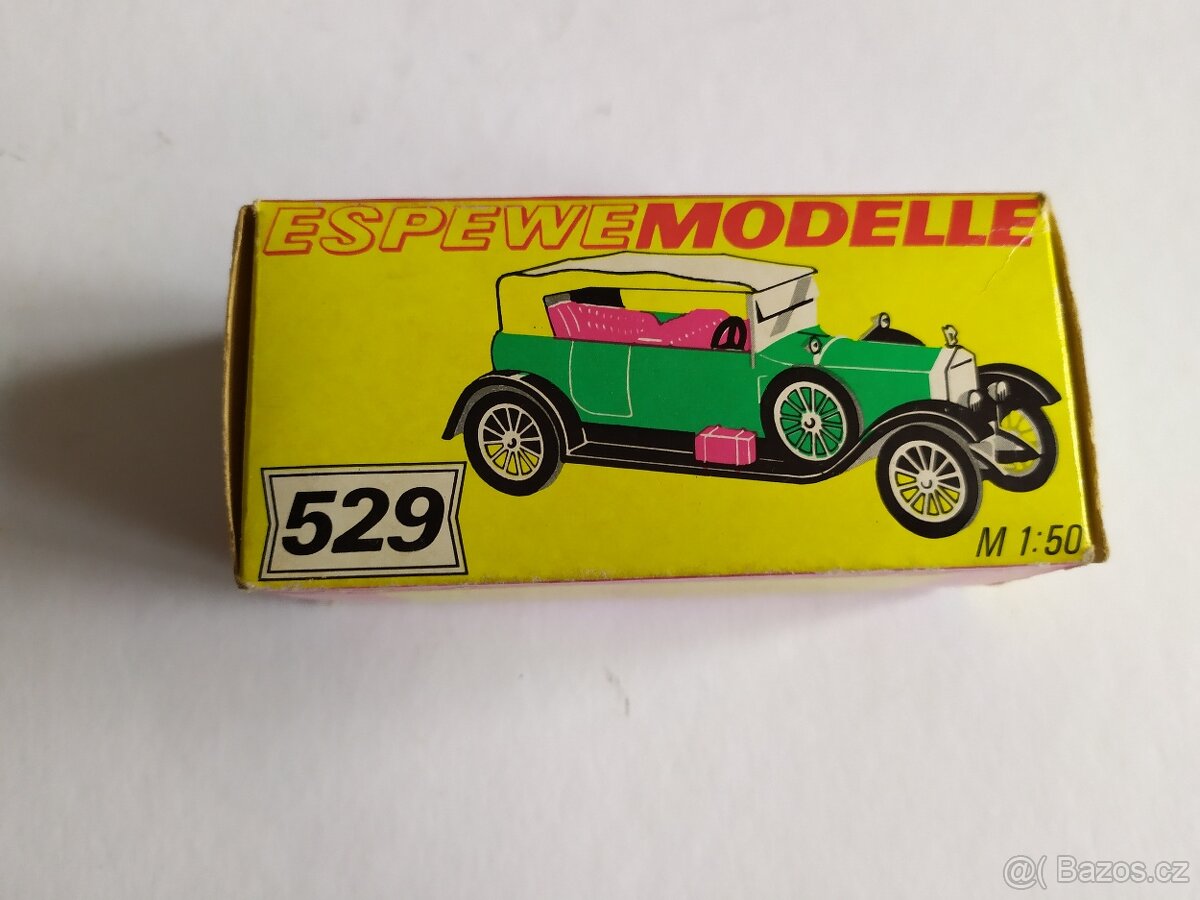 ESPEWEMODELLE
529
M 1:50
@( Bazos.cz